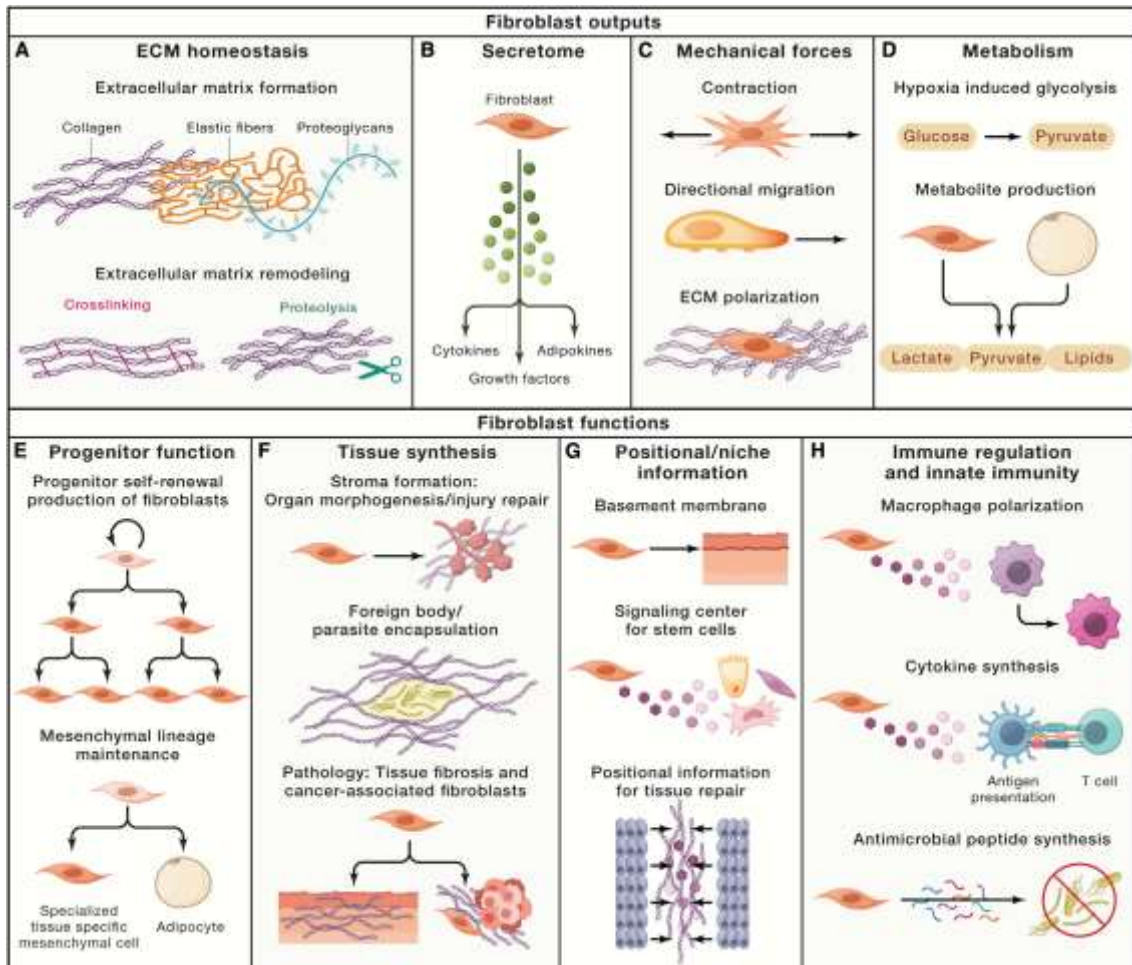 Fibroblast outputs
A ECM homeostasis
Extracellular matrix formation
Collagen
Elastic fibers
Proteoglycans
Extracellular matrix remodeling
Crosslinking
Proteolysis
B Secretome
Fibroblast
Cytokines
Adipokines
Growth factors
C Mechanical forces
Contraction
Directional migration
ECM polarization
D Metabolism
Hypoxia induced glycolysis
Glucose
Pyruvate
Metabolite production
Lactate
Pyruvate
Lipids
Fibroblast functions
E Progenitor function
Progenitor self-renewal
production of fibroblasts
Mesenchymal lineage
maintenance
Specialized
tissue specific
mesenchymal cell
Adipocyte
F Tissue synthesis
Stroma formation:
Organ morphogenesis/injury repair
Foreign body/
parasite encapsulation
Pathology: Tissue fibrosis and
cancer-associated fibroblasts
G Positional/niche
information
Basement membrane
Signaling center
for stem cells
Positional information
for tissue repair
H Immune regulation
and innate immunity
Macrophage polarization
Cytokine synthesis
Antigen
presentation
T cell
Antimicrobial peptide synthesis